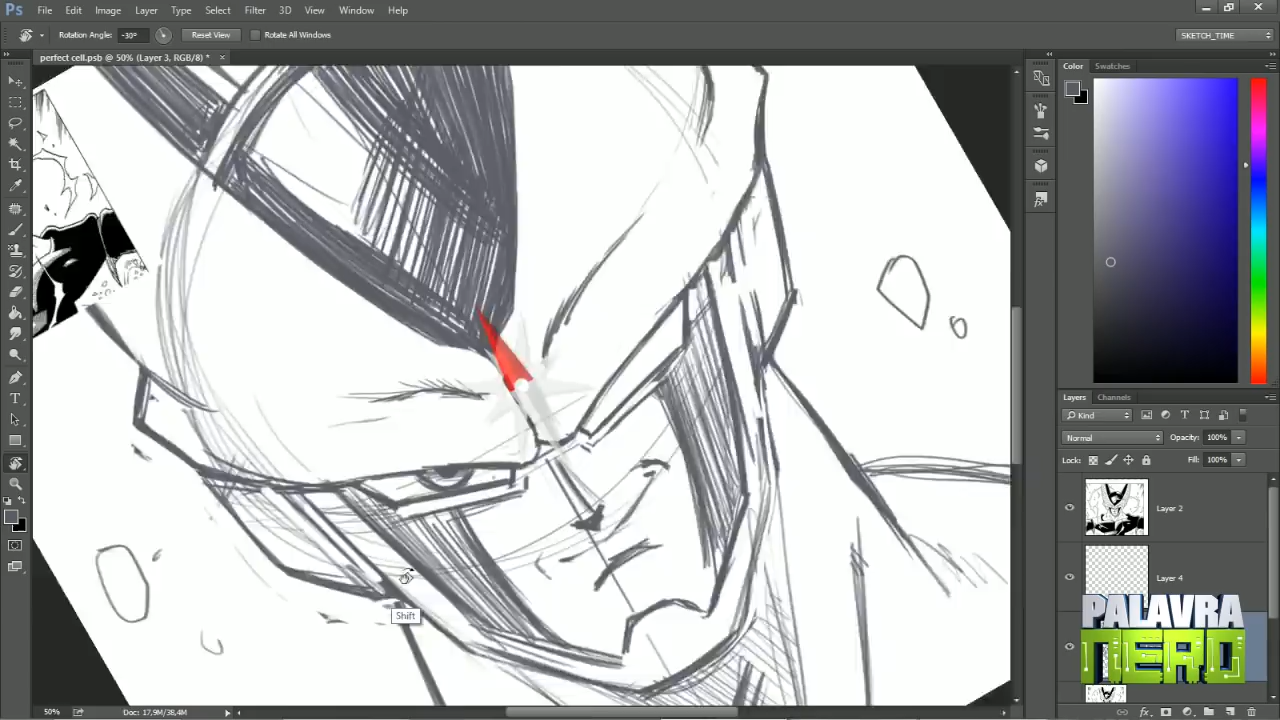 Ps File Edit Image Layer Type Select Filter 3D View Window Help
Rotation Angle: -30° Reset View Rotate All Windows SKETCH_TIME
perfect cell.psb @ 50% (Layer 3, RGB/8) * ×
Color Swatches
Layers Channels
Kind
Normal Opacity: 100%
Lock: Fill: 100%
Layer 2
Layer 4
Shift
PALAVRA
NERD
50% Doc: 17,9M/38,4M